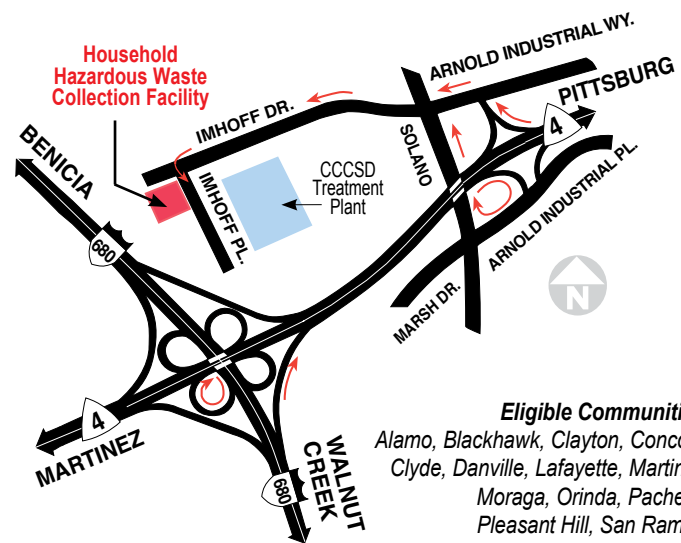 Household
Hazardous Waste
Collection Facility
ARNOLD INDUSTRIAL WY.
PITTSBURG
4
IMHOFF DR.
SOLANO
BENICIA
CCCSD
Treatment
Plant
IMHOFF PL.
ARNOLD INDUSTRIAL PL.
680
MARSH DR.
N
4
MARTINEZ
WALNUT
CREEK
680
Eligible Communiti
Alamo, Blackhawk, Clayton, Conco
Clyde, Danville, Lafayette, Martin
Moraga, Orinda, Pache
Pleasant Hill, San Ram